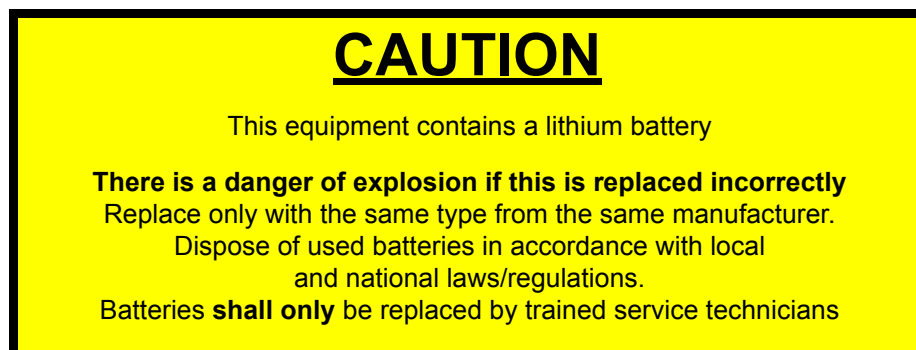 CAUTION
This equipment contains a lithium battery
There is a danger of explosion if this is replaced incorrectly
Replace only with the same type from the same manufacturer.
Dispose of used batteries in accordance with local
and national laws/regulations.
Batteries shall only be replaced by trained service technicians